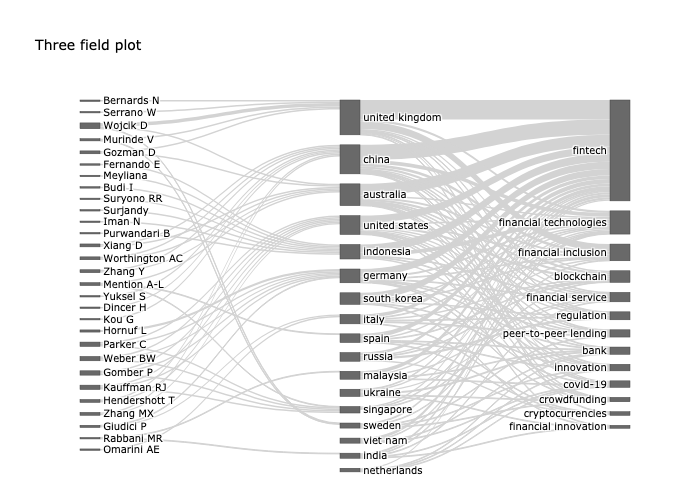 Three field plot
Bernards N
Serrano W
Wojcik D
Murinde V
Gozman D
Fernando E
Meyliana
Budi I
Suryono RR
Surjandy
Iman N
Purwandari B
Xiang D
Worthington AC
Zhang Y
Mention A-L
Yuksel S
Dincer H
Kou G
Hornuf L
Parker C
Weber BW
Gomber P
Kauffman RJ
Hendershott T
Zhang MX
Giudici P
Rabbani MR
Omarini AE
united kingdom
china
australia
united states
indonesia
germany
south korea
italy
spain
russia
malaysia
ukraine
singapore
sweden
viet nam
india
netherlands
fintech
financial technologies
financial inclusion
blockchain
financial service
regulation
peer-to-peer lending
bank
innovation
covid-19
crowdfunding
cryptocurrencies
financial innovation